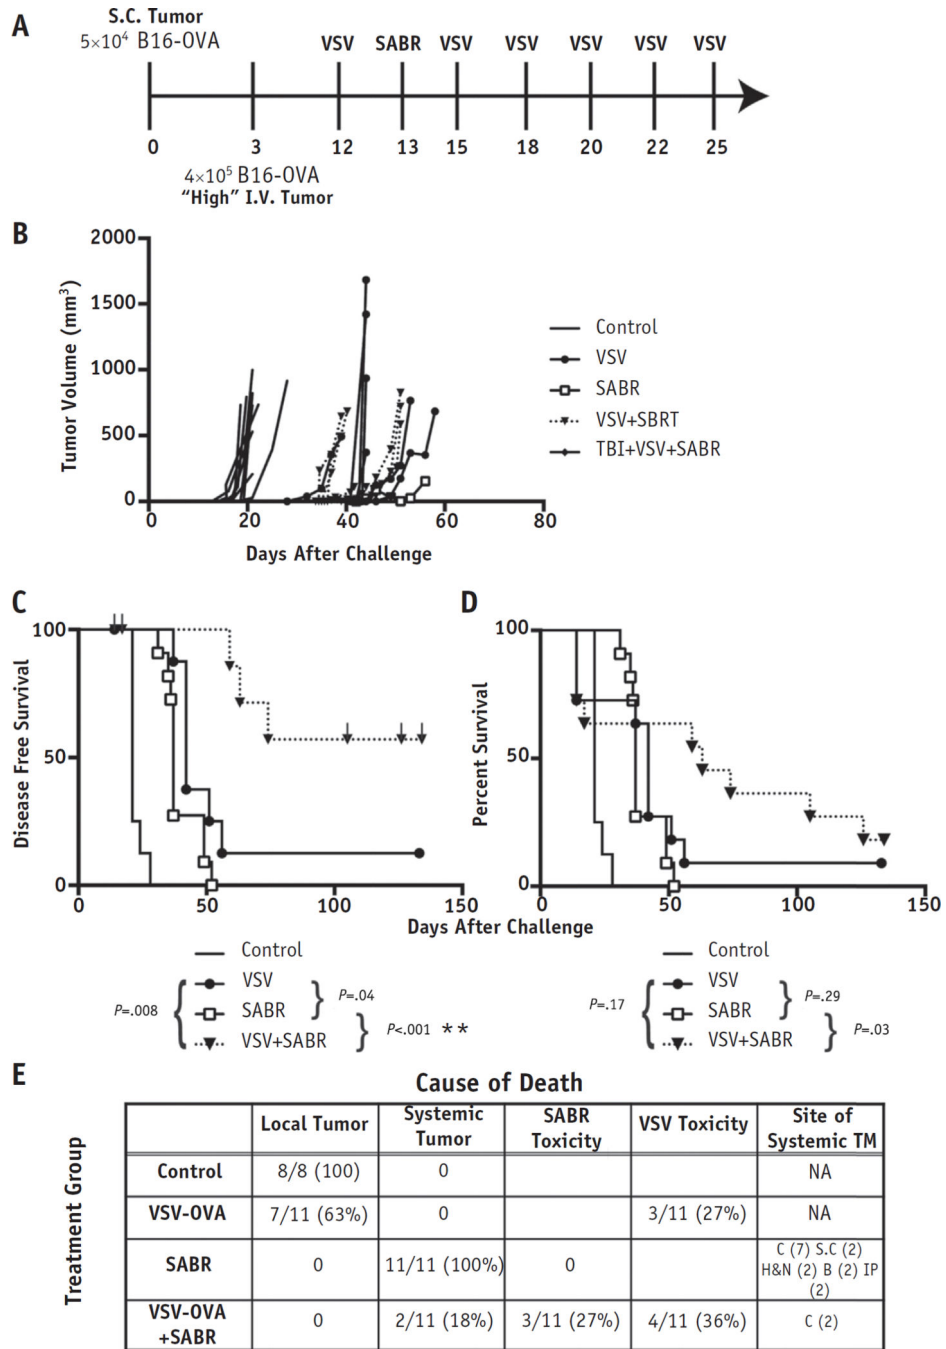 A
S.C. Tumor
5×10⁴ B16-OVA
VSV SABR VSV VSV VSV VSV VSV
0 3 12 13 15 18 20 22 25
4×10⁵ B16-OVA
“High” I.V. Tumor
B
Tumor Volume (mm³)
2000
1500
1000
500
0
0 20 40 60 80
Days After Challenge
Control
VSV
SABR
VSV+SBRT
TBI+VSV+SABR
C
Disease Free Survival
100
50
0
0 50 100 150
D
Percent Survival
100
50
0
0 50 100 150
Days After Challenge
Control
VSV
SABR
VSV+SABR
P=.008
P=.04
P<.001 **
Control
VSV
SABR
VSV+SABR
P=.17
P=.29
P=.03
E
Cause of Death
Treatment Group
Local Tumor Systemic Tumor SABR Toxicity VSV Toxicity Site of Systemic TM
Control 8/8 (100) 0 NA
VSV-OVA 7/11 (63%) 0 3/11 (27%) NA
SABR 0 11/11 (100%) 0 C (7) S.C (2) H&N (2) B (2) IP (2)
VSV-OVA +SABR 0 2/11 (18%) 3/11 (27%) 4/11 (36%) C (2)